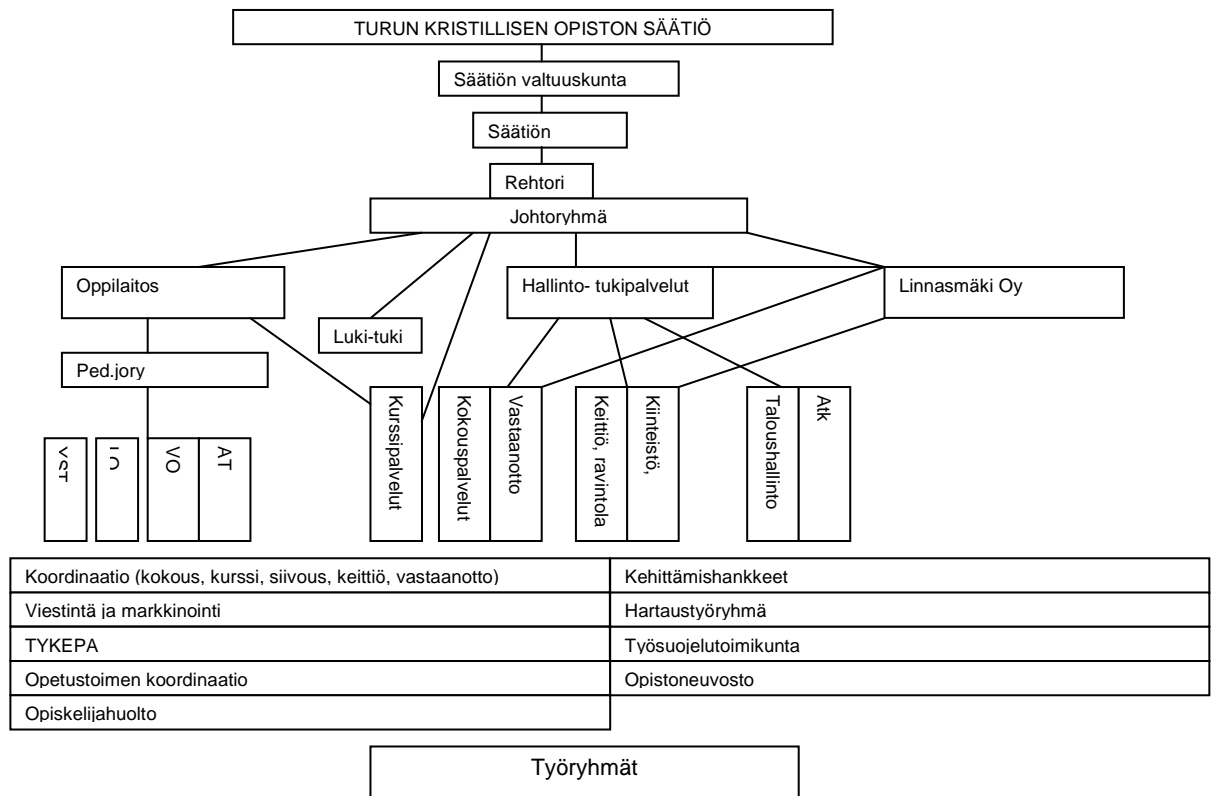 TURUN KRISTILLISEN OPISTON SÄÄTIÖ
Säätiön valtuuskunta
Säätiön
Rehtori
Johtoryhmä
Oppilaitos
Hallinto- tukipalvelut
Linnasmäki Oy
Luki-tuki
Ped.jory
Kurssipalvelut
Kokouspalvelut
Vastaanotto
Keittiö, ravintola
Kiinteistö,
Taloushallinto
Atk
VO
AT
Koordinaatio (kokous, kurssi, siivous, keittiö, vastaanotto)
Kehittämishankkeet
Viestintä ja markkinointi
Hartaustyöryhmä
TYKEPA
Työsuojelutoimikunta
Opetustoimen koordinaatio
Opistoneuvosto
Opiskelijahuolto
Työryhmät